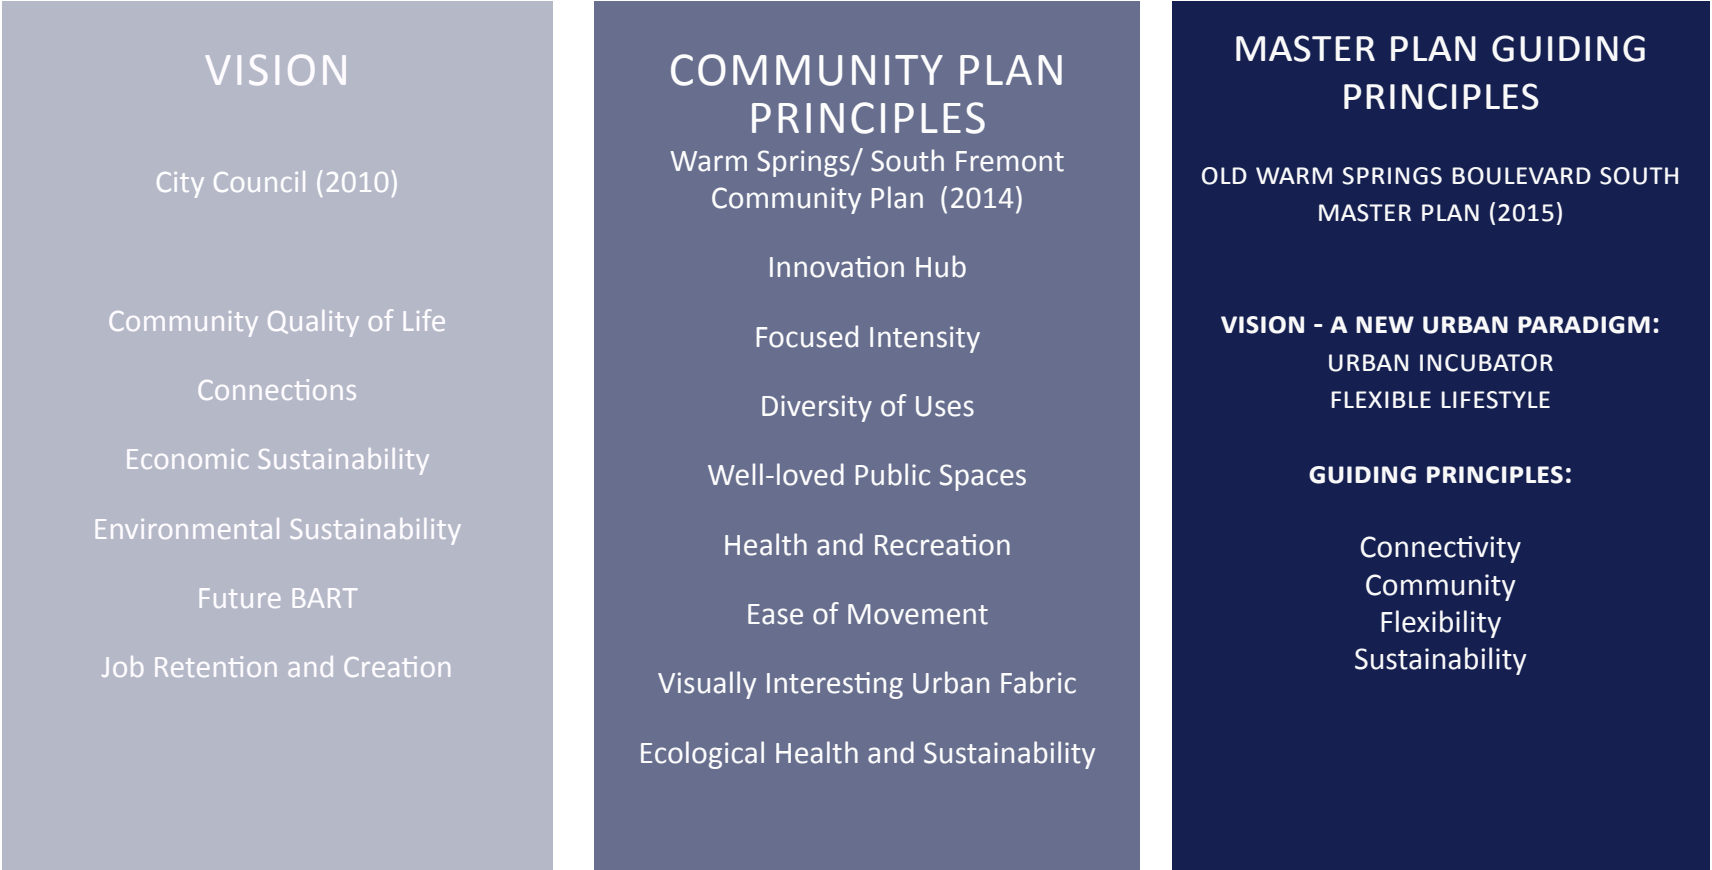 VISION
City Council (2010)
Community Quality of Life
Connections
Economic Sustainability
Environmental Sustainability
Future BART
Job Retention and Creation
COMMUNITY PLAN
PRINCIPLES
Warm Springs/ South Fremont
Community Plan (2014)
Innovation Hub
Focused Intensity
Diversity of Uses
Well-loved Public Spaces
Health and Recreation
Ease of Movement
Visually Interesting Urban Fabric
Ecological Health and Sustainability
MASTER PLAN GUIDING
PRINCIPLES
OLD WARM SPRINGS BOULEVARD SOUTH
MASTER PLAN (2015)
VISION - A NEW URBAN PARADIGM:
URBAN INCUBATOR
FLEXIBLE LIFESTYLE
GUIDING PRINCIPLES:
Connectivity
Community
Flexibility
Sustainability